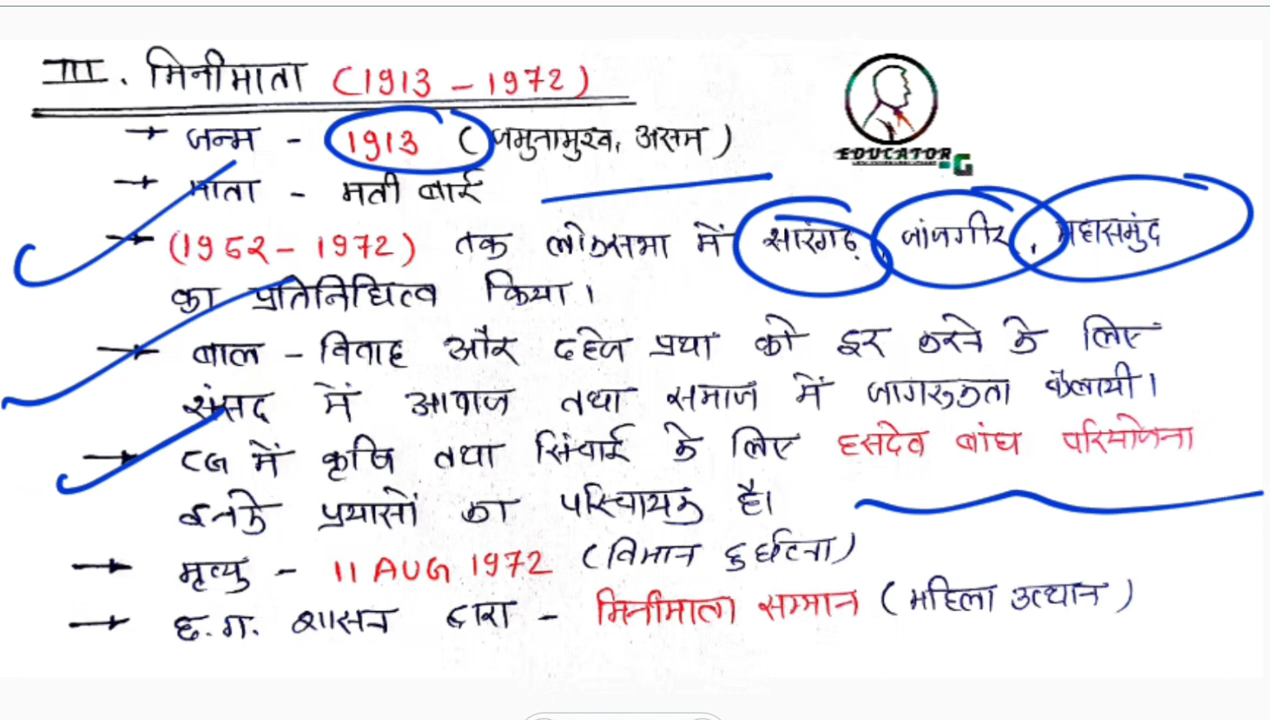 III. मिनीमाता (1913 - 1972)
→ जन्म - 1913 (जमुनामुख, असम)
→ माता - मती बाई
→ (1952 - 1972) तक लोकसभा में सारंगढ़, जांजगीर, महासमुंद
का प्रतिनिधित्व किया।
→ बाल - विवाह और दहेज प्रथा को दूर करने के लिए
संसद में आवाज तथा समाज में जागरूकता फैलायी।
→ CG में कृषि तथा सिंचाई के लिए हसदेव बांध परियोजना
इनके प्रयासों का परिचायक है।
→ मृत्यु - 11 AUG 1972 (विमान दुर्घटना)
→ छ.ग. शासन द्वारा - मिनीमाता सम्मान (महिला उत्थान)
EDUCATOR-G